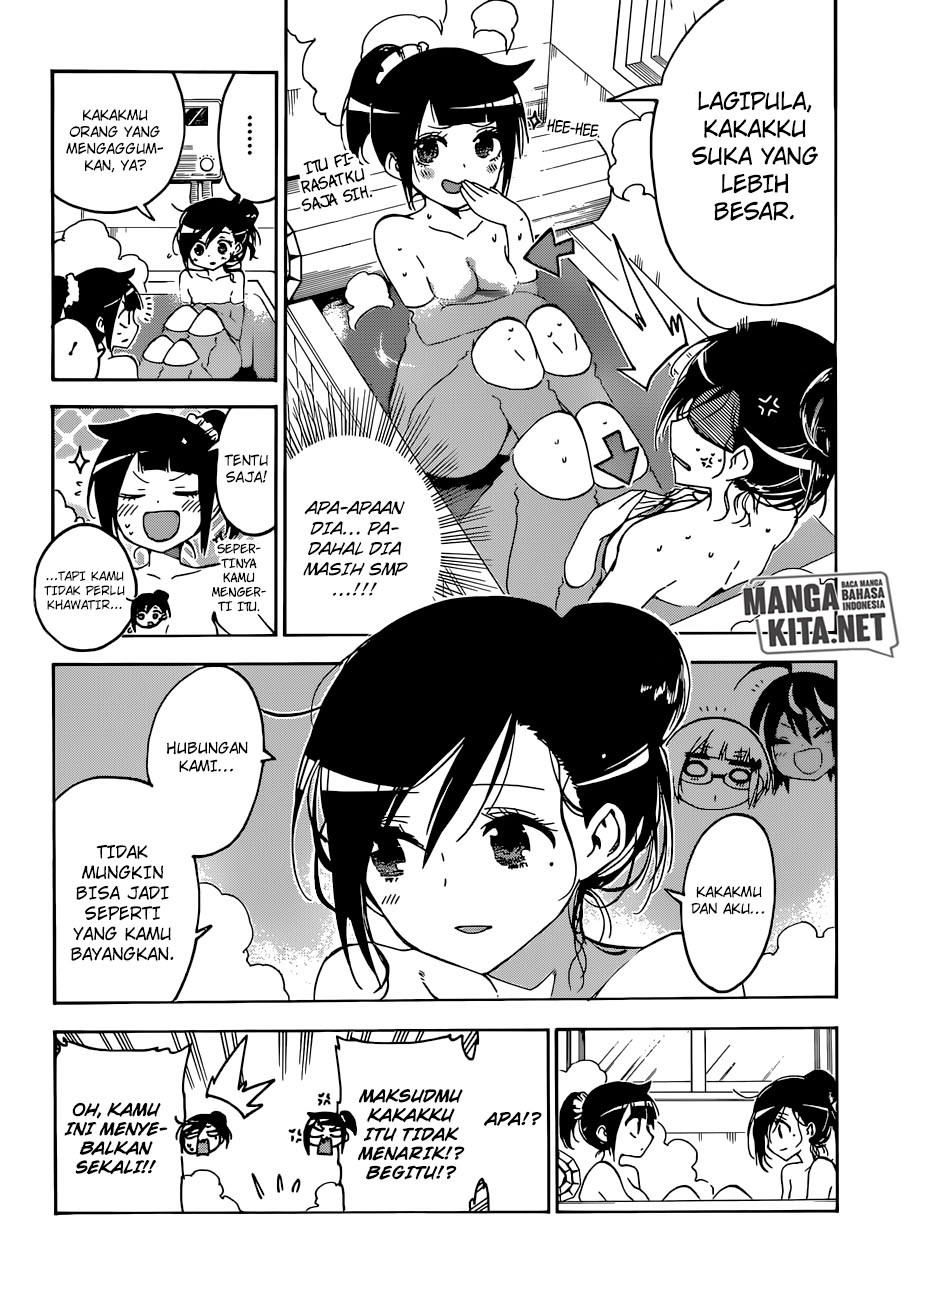 LAGIPULA,
KAKAKKU
SUKA YANG
LEBIH
BESAR.
HEE-HEE.
ITU FI-
RASATKU
SAJA SIH.
APA-APAAN
DIA... PA-
DAHAL DIA
MASIH SMP
...!!!
......
KAKAKMU
ORANG YANG
MENGAGGUM-
KAN, YA?
TENTU
SAJA!
SEPER-
TINYA
KAMU
MENGER-
TI ITU.
...TAPI KAMU
TIDAK PERLU
KHAWATIR...
MANGA
KITA.NET
BACA MANGA
BAHASA
INDONESIA
KAKAKMU
DAN AKU...
HUBUNGAN
KAMI...
TIDAK
MUNGKIN
BISA JADI
SEPERTI
YANG KAMU
BAYANGKAN.
APA!?
MAKSUDMU
KAKAKKU
ITU TIDAK
MENARIK!?
BEGITU!?
OH, KAMU
INI MENYE-
BALKAN
SEKALI!!